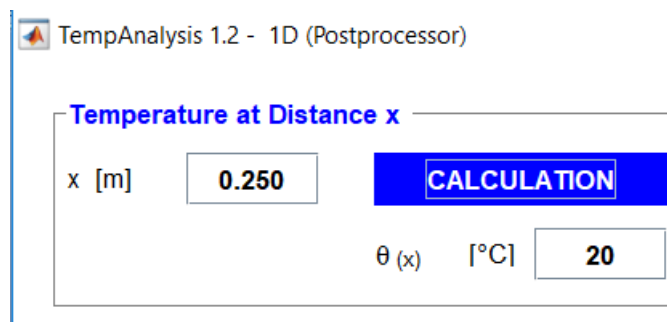 TempAnalysis 1.2 - 1D (Postprocessor)
Temperature at Distance x
x [m] 0.250 CALCULATION
θ (x) [°C] 20